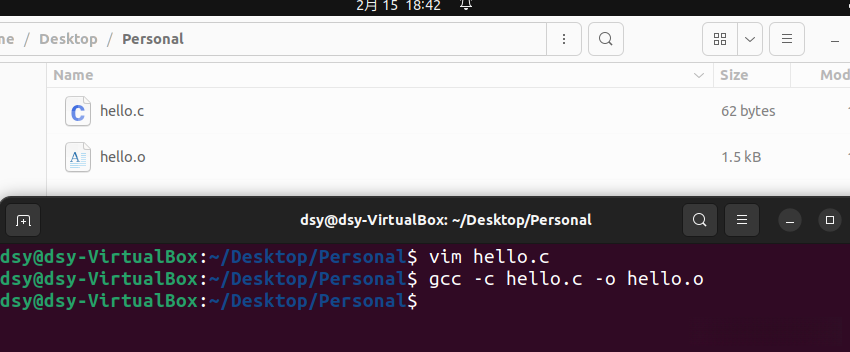 2月 15 18:42
me / Desktop / Personal
Name Size Mod
hello.c 62 bytes
hello.o 1.5 kB
dsy@dsy-VirtualBox: ~/Desktop/Personal
dsy@dsy-VirtualBox:~/Desktop/Personal$ vim hello.c
dsy@dsy-VirtualBox:~/Desktop/Personal$ gcc -c hello.c -o hello.o
dsy@dsy-VirtualBox:~/Desktop/Personal$